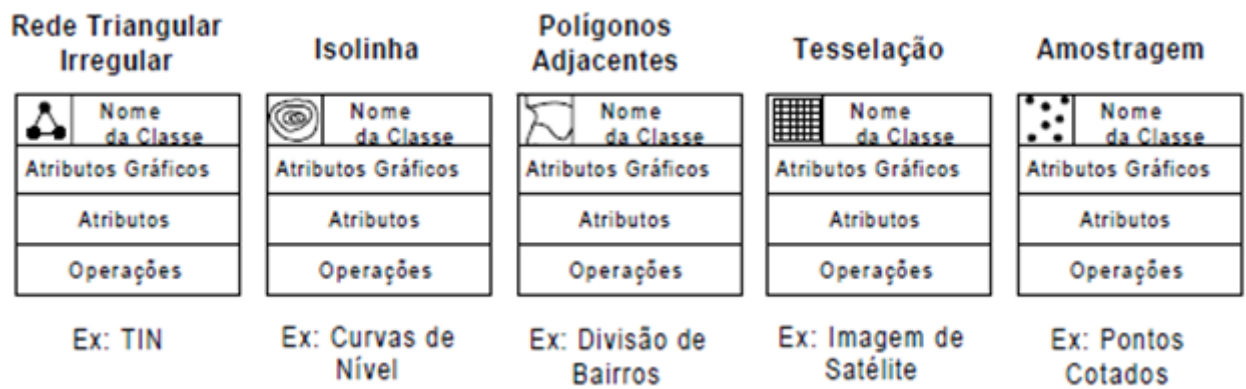 Rede Triangular
Irregular
Isolinha
Polígonos
Adjacentes
Tesselação
Amostragem
Nome
da Classe
Atributos Gráficos
Atributos
Operações
Nome
da Classe
Atributos Gráficos
Atributos
Operações
Nome
da Classe
Atributos Gráficos
Atributos
Operações
Nome
da Classe
Atributos Gráficos
Atributos
Operações
Nome
da Classe
Atributos Gráficos
Atributos
Operações
Ex: TIN
Ex: Curvas de
Nível
Ex: Divisão de
Bairros
Ex: Imagem de
Satélite
Ex: Pontos
Cotados